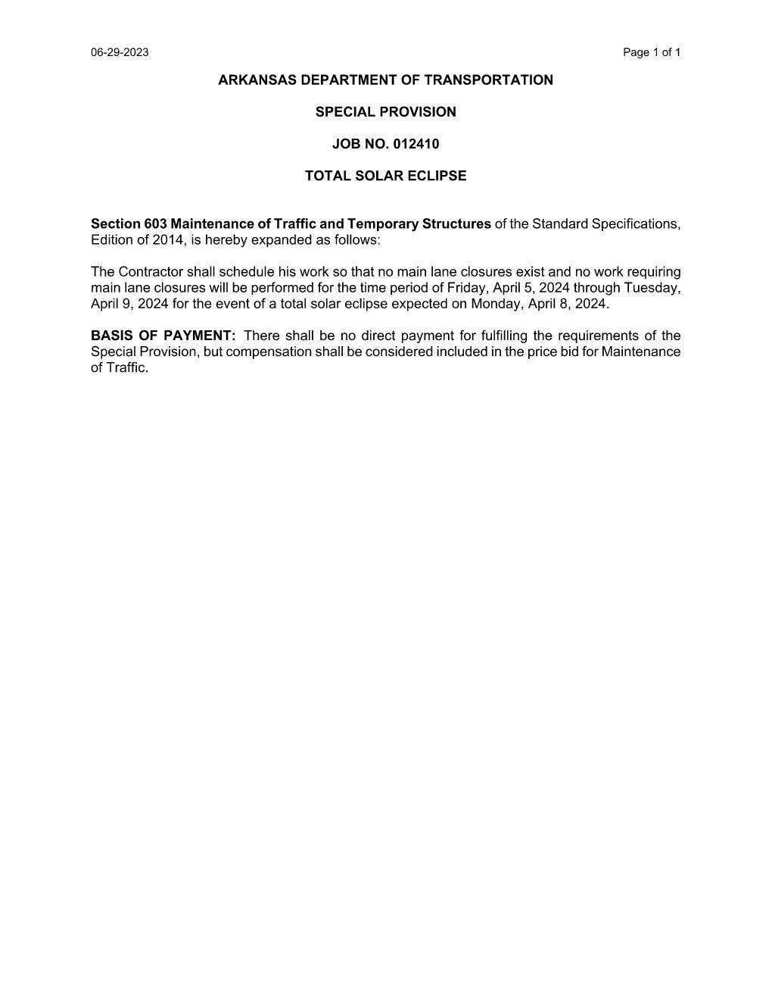 06-29-2023 Page 1 of 1
ARKANSAS DEPARTMENT OF TRANSPORTATION
SPECIAL PROVISION
JOB NO. 012410
TOTAL SOLAR ECLIPSE
Section 603 Maintenance of Traffic and Temporary Structures of the Standard Specifications,
Edition of 2014, is hereby expanded as follows:
The Contractor shall schedule his work so that no main lane closures exist and no work requiring
main lane closures will be performed for the time period of Friday, April 5, 2024 through Tuesday,
April 9, 2024 for the event of a total solar eclipse expected on Monday, April 8, 2024.
BASIS OF PAYMENT: There shall be no direct payment for fulfilling the requirements of the
Special Provision, but compensation shall be considered included in the price bid for Maintenance
of Traffic.